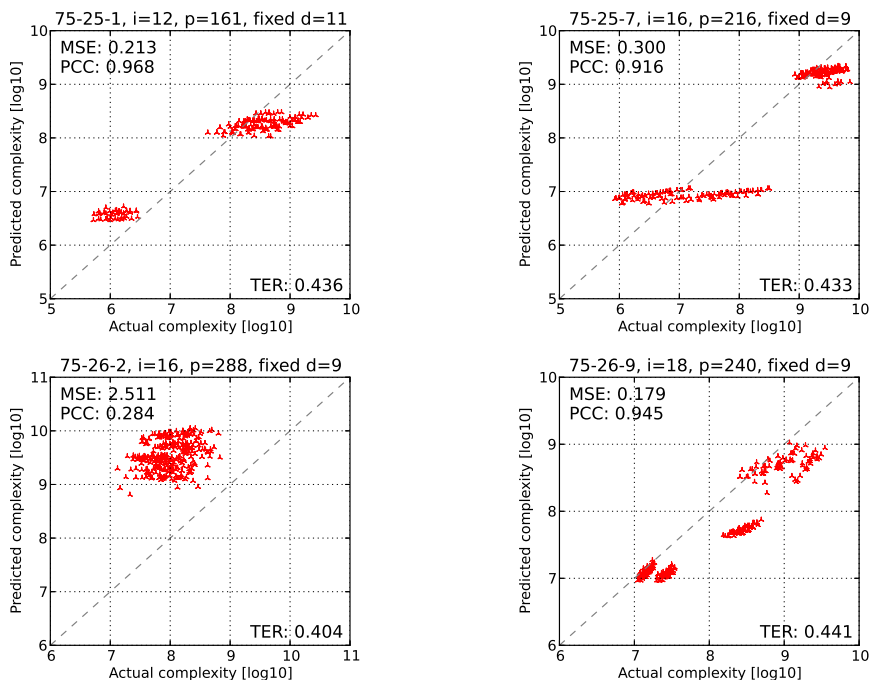 75-25-1, i=12, p=161, fixed d=11
MSE: 0.213
PCC: 0.968
TER: 0.436
10
9
8
7
6
5
5 6 7 8 9 10
Predicted complexity [log10]
Actual complexity [log10]
75-25-7, i=16, p=216, fixed d=9
MSE: 0.300
PCC: 0.916
TER: 0.433
10
9
8
7
6
5
5 6 7 8 9 10
Predicted complexity [log10]
Actual complexity [log10]
75-26-2, i=16, p=288, fixed d=9
MSE: 2.511
PCC: 0.284
TER: 0.404
11
10
9
8
7
6
6 7 8 9 10 11
Predicted complexity [log10]
Actual complexity [log10]
75-26-9, i=18, p=240, fixed d=9
MSE: 0.179
PCC: 0.945
TER: 0.441
10
9
8
7
6
6 7 8 9 10
Predicted complexity [log10]
Actual complexity [log10]